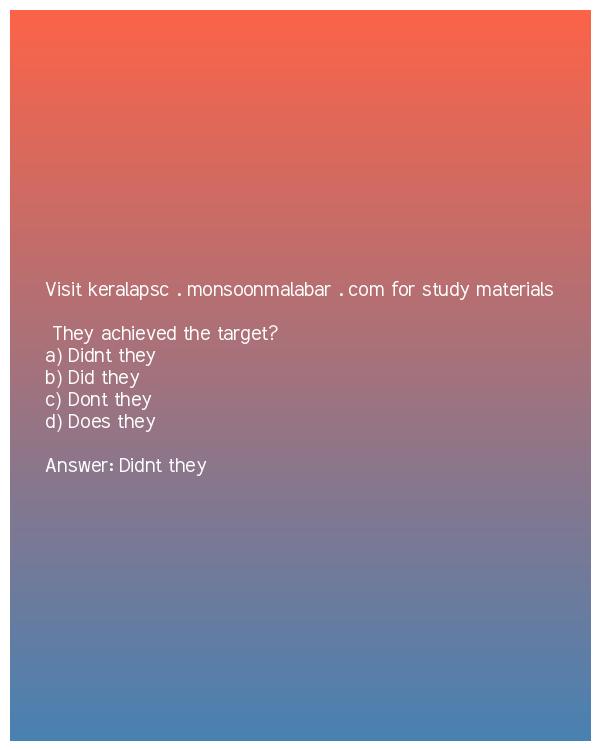 Visit keralapsc . monsoonmalabar . com for study materials
They achieved the target?
a) Didnt they
b) Did they
c) Dont they
d) Does they
Answer: Didnt they